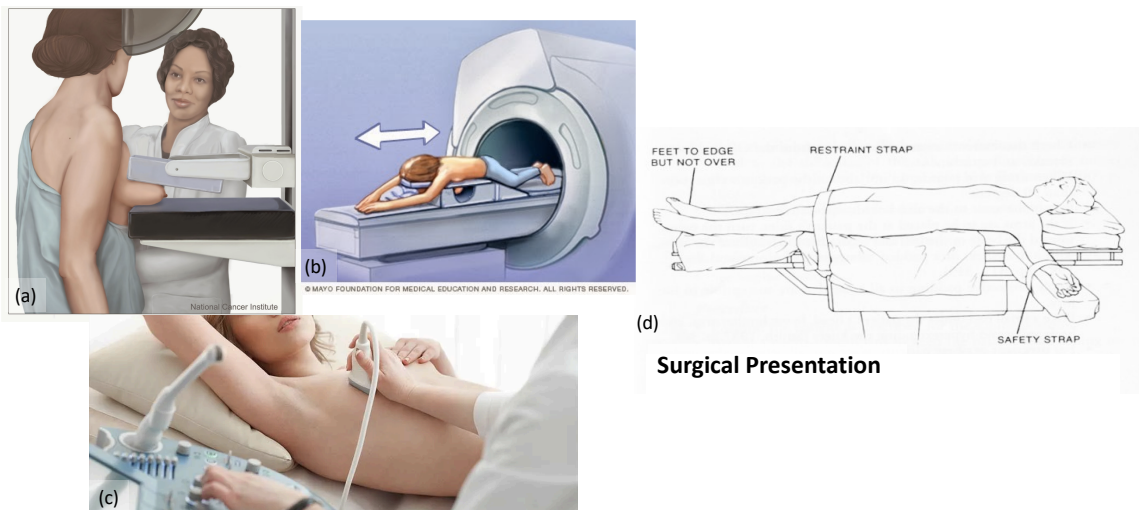 (a)
National Cancer Institute
(b)
© MAYO FOUNDATION FOR MEDICAL EDUCATION AND RESEARCH. ALL RIGHTS RESERVED.
(c)
FEET TO EDGE
BUT NOT OVER
RESTRAINT STRAP
(d)
SAFETY STRAP
Surgical Presentation